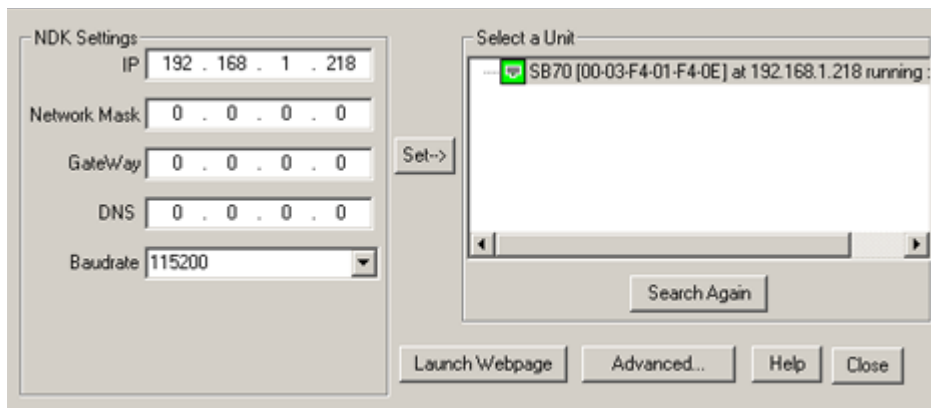 NDK Settings
IP 192 . 168 . 1 . 218
Network Mask 0 . 0 . 0 . 0
GateWay 0 . 0 . 0 . 0
DNS 0 . 0 . 0 . 0
Baudrate 115200
Set-->
Select a Unit
SB70 [00-03-F4-01-F4-0E] at 192.168.1.218 running :
Search Again
Launch Webpage
Advanced...
Help
Close